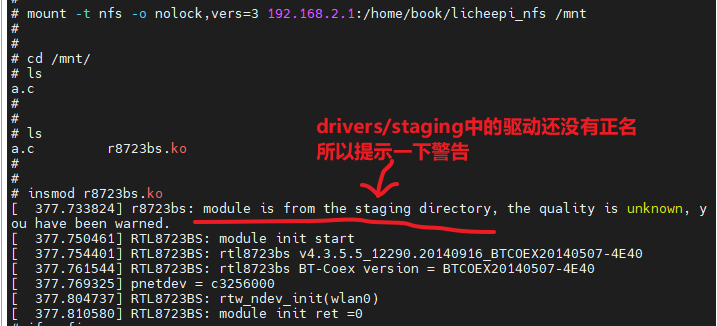 #
# mount -t nfs -o nolock,vers=3 192.168.2.1:/home/book/licheepi_nfs /mnt
#
#
# cd /mnt/
# ls
a.c
#
#
# ls
a.c r8723bs.ko
#
#
drivers/staging中的驱动还没有正名
所以提示一下警告
# insmod r8723bs.ko
[  377.733824] r8723bs: module is from the staging directory, the quality is unknown, y
ou have been warned.
[  377.750461] RTL8723BS: module init start
[  377.754401] RTL8723BS: rtl8723bs v4.3.5.5_12290.20140916_BTCOEX20140507-4E40
[  377.761544] RTL8723BS: rtl8723bs BT-Coex version = BTCOEX20140507-4E40
[  377.769325] pnetdev = c3256000
[  377.804737] RTL8723BS: rtw_ndev_init(wlan0)
[  377.810580] RTL8723BS: module init ret =0